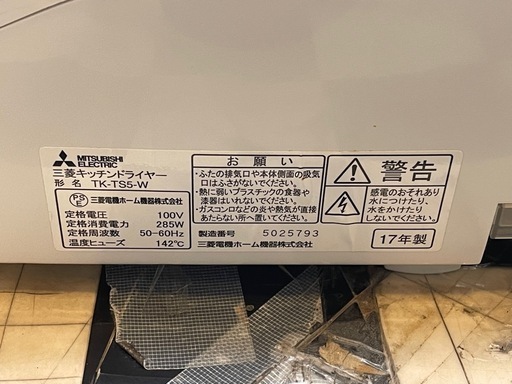 MITSUBISHI
ELECTRIC
三菱キッチンドライヤー
形 名 TK-TS5-W
PS
E
三菱電機ホーム機器株式会社
定格電圧 100V
定格消費電力 285W
定格周波数 50-60Hz
温度ヒューズ 142℃
お 願 い
・ふたの排気口や本体側面の吸気
口はふさがないでください。
・熱に弱いプラスチックの食器や
漆器はいれないでください。
・ガスコンロなどの炎や熱気が直接
あたらない所へ置いてください。
製造番号 5025793
三菱電機ホーム機器株式会社
警告
感電のおそれあり
水につけたり、
水をかけたり
しないでください。
17年製